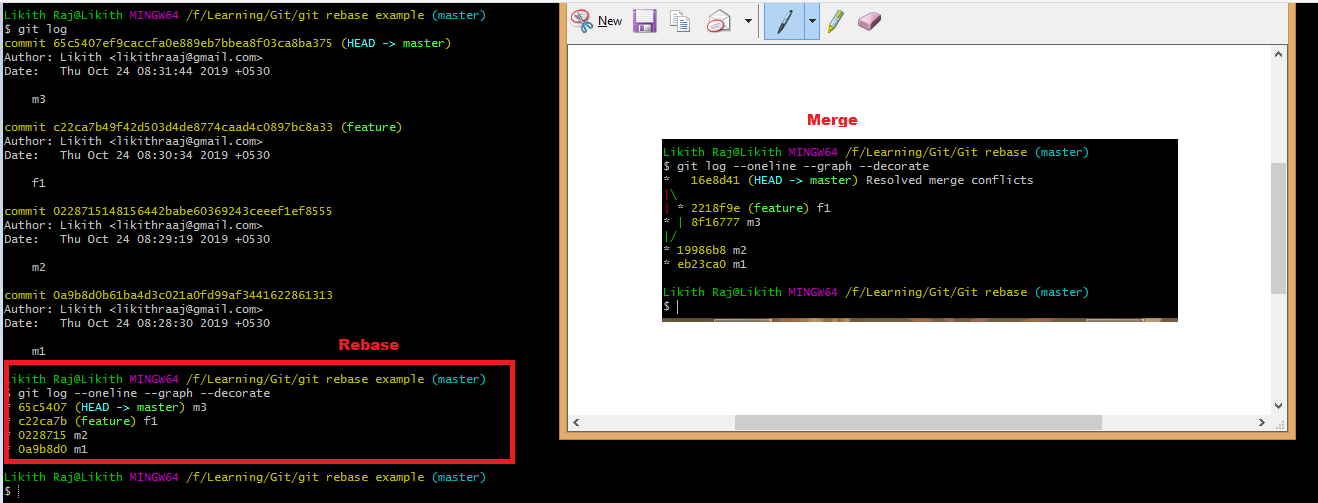 Likith Raj@Likith MINGW64 /f/Learning/Git/git rebase example (master)
$ git log
commit 65c5407ef9caccfa0e889eb7bbea8f03ca8ba375 (HEAD -> master)
Author: Likith <likithraaj@gmail.com>
Date:   Thu Oct 24 08:31:44 2019 +0530
m3
commit c22ca7b49f42d503d4de8774caad4c0897bc8a33 (feature)
Author: Likith <likithraaj@gmail.com>
Date:   Thu Oct 24 08:30:34 2019 +0530
f1
commit 0228715148156442babe60369243ceeef1ef8555
Author: Likith <likithraaj@gmail.com>
Date:   Thu Oct 24 08:29:19 2019 +0530
m2
commit 0a9b8d0b61ba4d3c021a0fd99af3441622861313
Author: Likith <likithraaj@gmail.com>
Date:   Thu Oct 24 08:28:30 2019 +0530
m1
Rebase
Likith Raj@Likith MINGW64 /f/Learning/Git/git rebase example (master)
$ git log --oneline --graph --decorate
* 65c5407 (HEAD -> master) m3
* c22ca7b (feature) f1
* 0228715 m2
* 0a9b8d0 m1
Likith Raj@Likith MINGW64 /f/Learning/Git/git rebase example (master)
$
New
Merge
Likith Raj@Likith MINGW64 /f/Learning/Git/Git rebase (master)
$ git log --oneline --graph --decorate
*   16e8d41 (HEAD -> master) Resolved merge conflicts
|\
| * 2218f9e (feature) f1
* | 8f16777 m3
|/
* 19986b8 m2
* eb23ca0 m1
Likith Raj@Likith MINGW64 /f/Learning/Git/Git rebase (master)
$